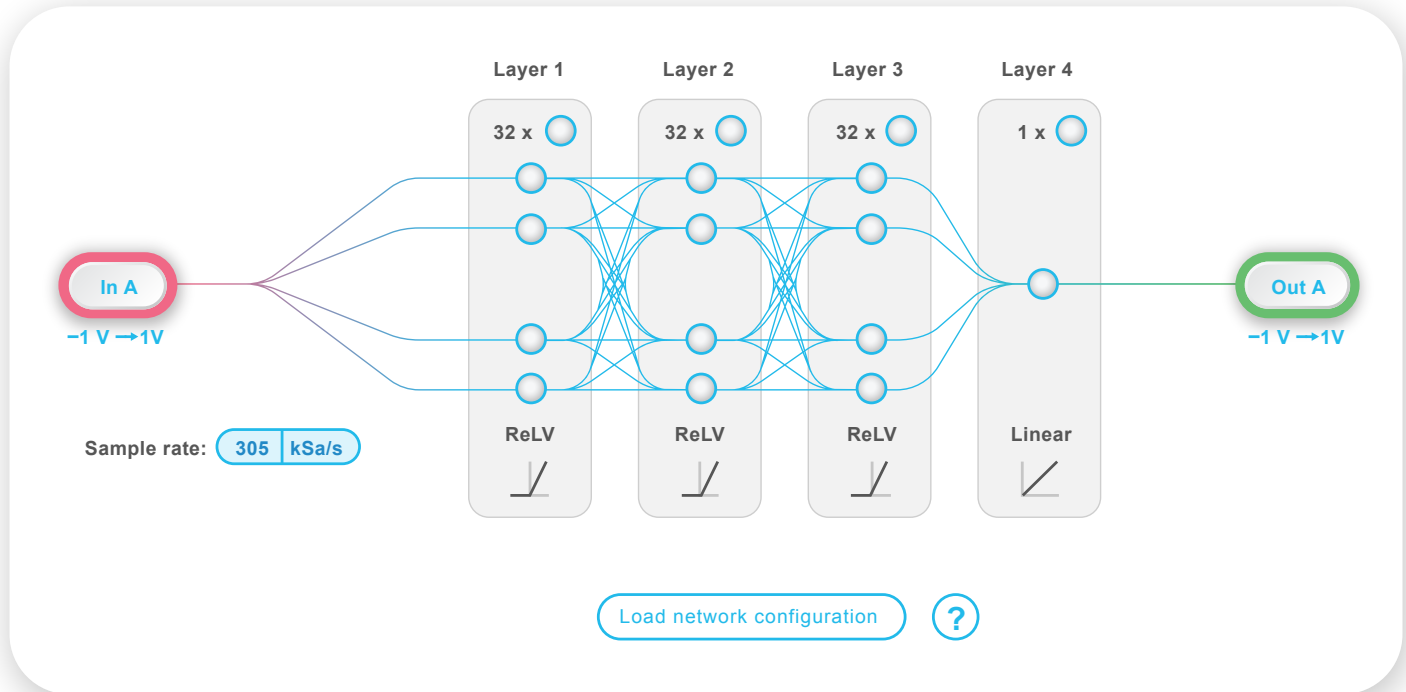 Layer 1
Layer 2
Layer 3
Layer 4
32 x
32 x
32 x
1 x
In A
−1 V →1V
Out A
−1 V →1V
Sample rate: 305 kSa/s
ReLV
ReLV
ReLV
Linear
Load network configuration
?